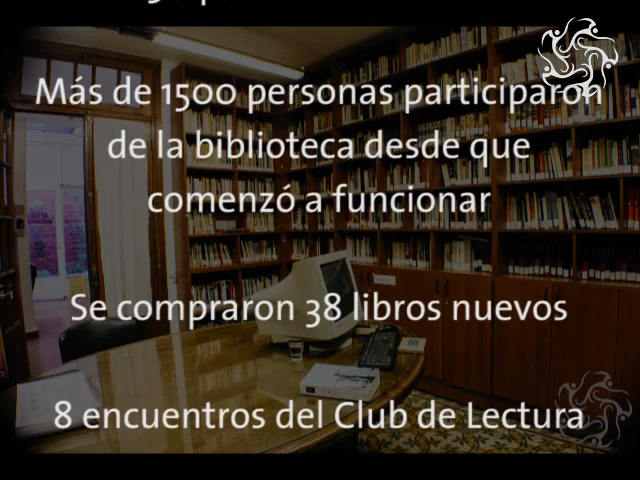 Más de 1500 personas participaron
de la biblioteca desde que
comenzó a funcionar
Se compraron 38 libros nuevos
8 encuentros del Club de Lectura